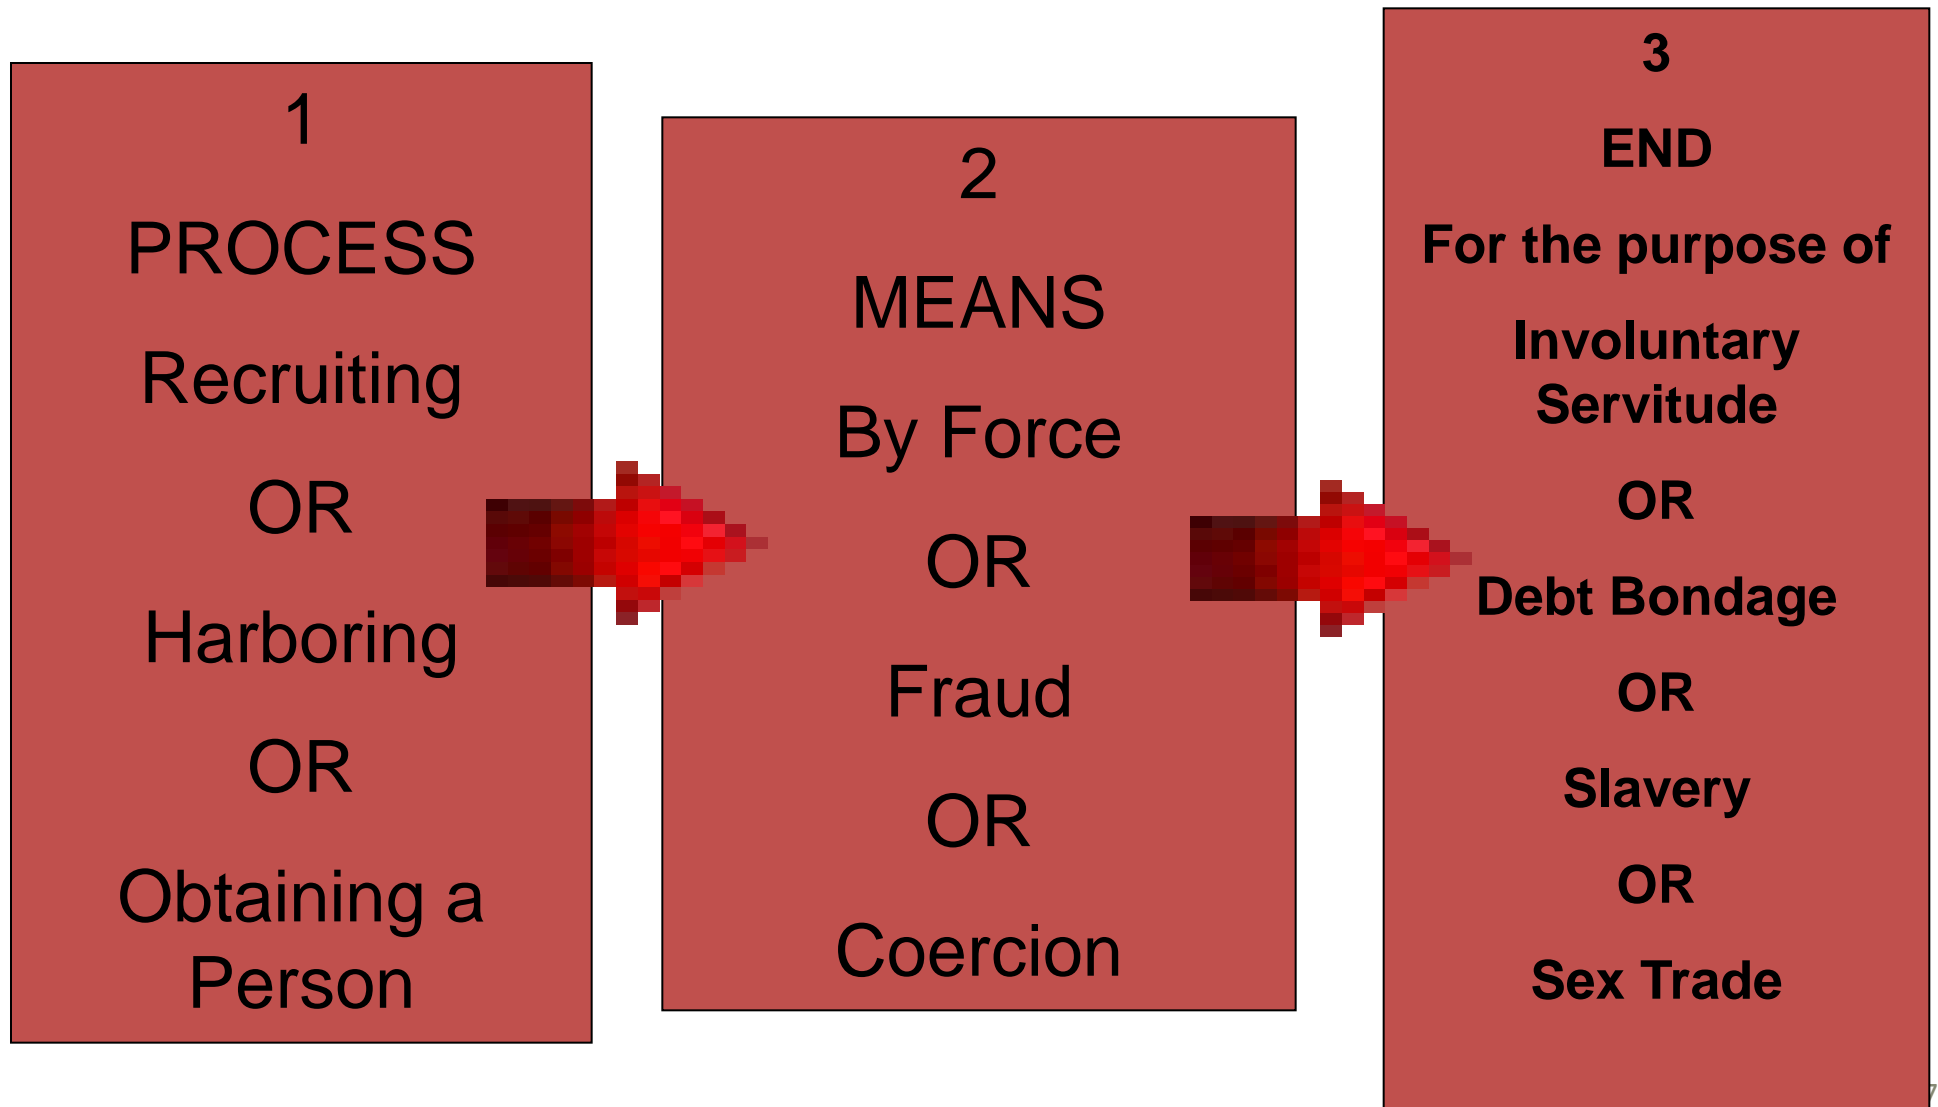 1
PROCESS
Recruiting
OR
Harboring
OR
Obtaining a
Person
2
MEANS
By Force
OR
Fraud
OR
Coercion
3
END
For the purpose of
Involuntary
Servitude
OR
Debt Bondage
OR
Slavery
OR
Sex Trade